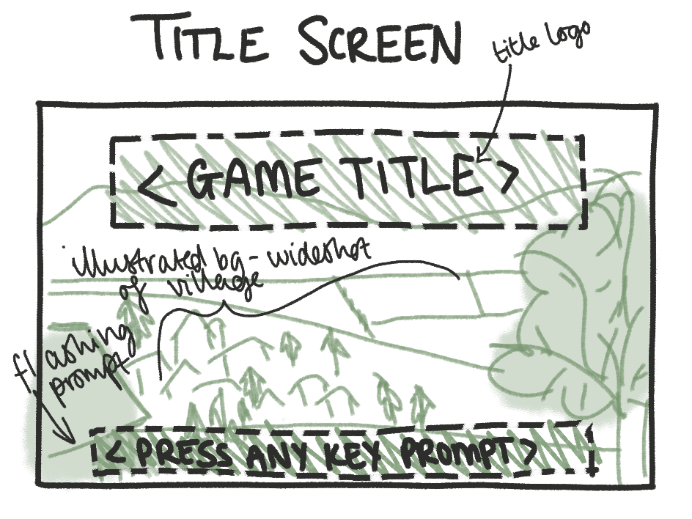 TITLE SCREEN
title logo
< GAME TITLE >
illustrated bg - wideshot
of village
flashing
prompt
< PRESS ANY KEY PROMPT >